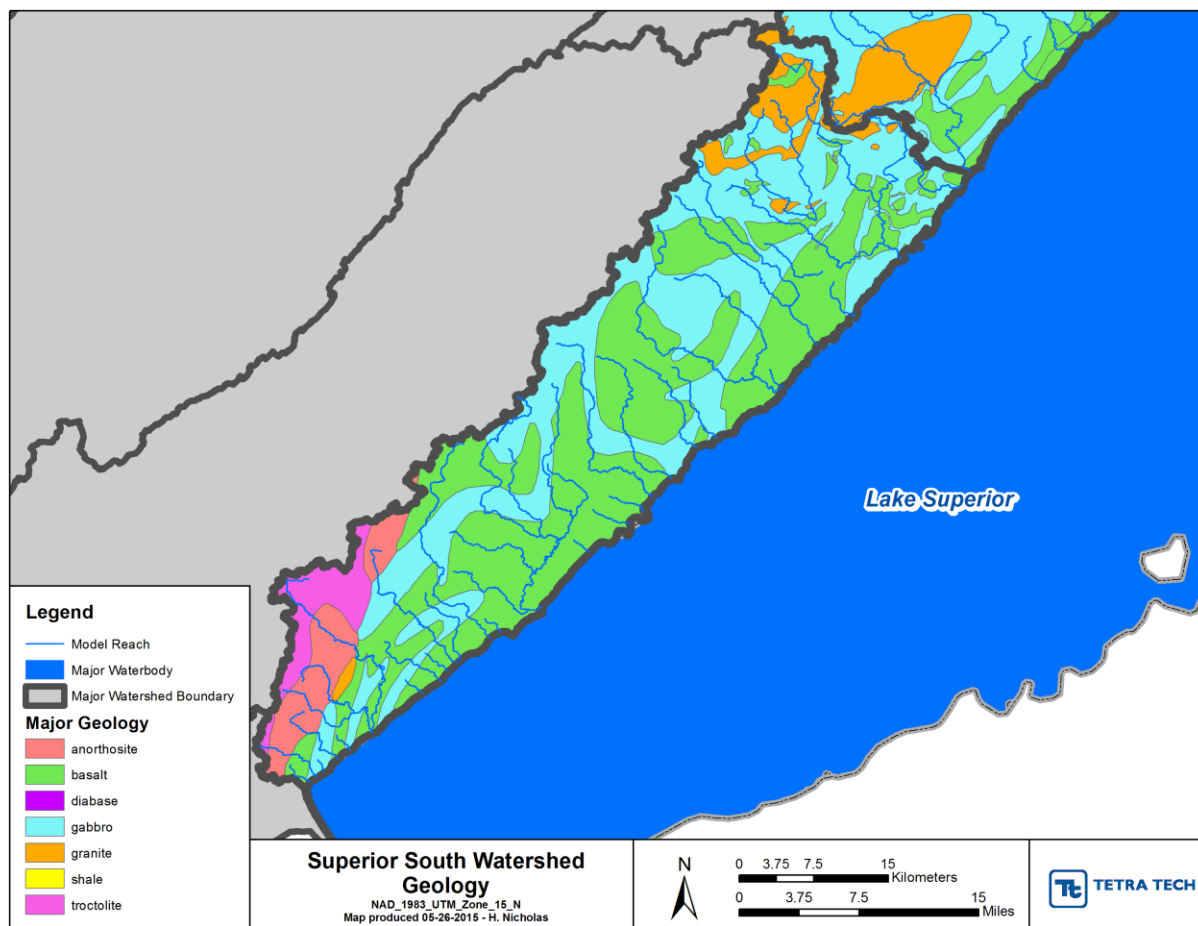 Lake Superior
Legend
Model Reach
Major Waterbody
Major Watershed Boundary
Major Geology
anorthosite
basalt
diabase
gabbro
granite
shale
troctolite
Superior South Watershed
Geology
NAD_1983_UTM_Zone_15_N
Map produced 05-26-2015 - H. Nicholas
N
0 3.75 7.5 15
Kilometers
0 3.75 7.5 15
Miles
Tt TETRA TECH